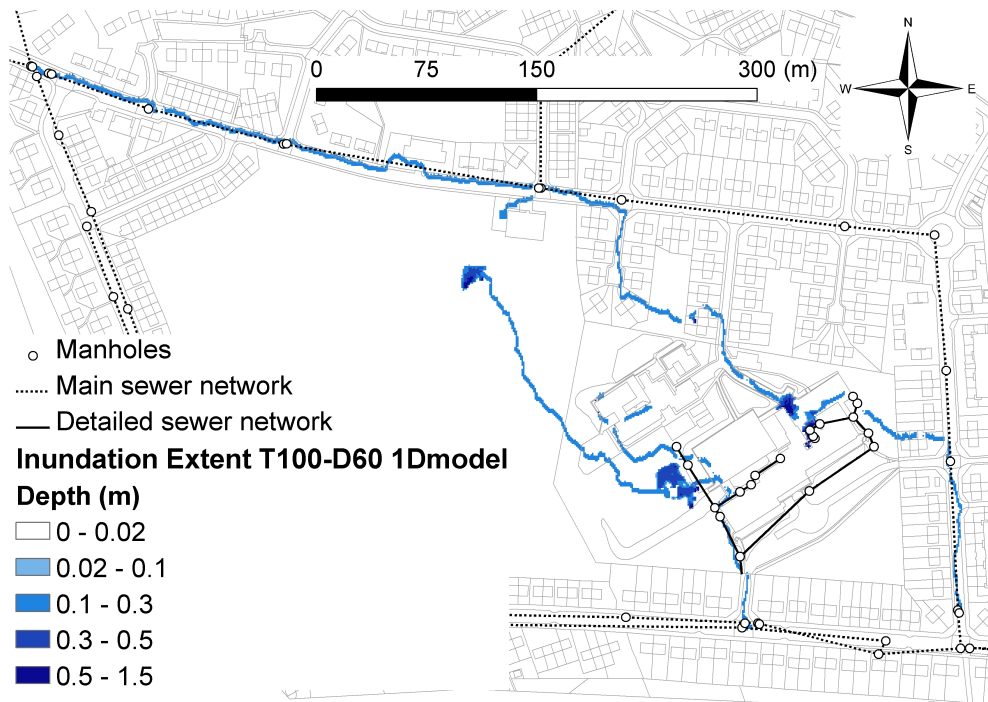 N
0 75 150 300 (m)
W E
S
Manholes
Main sewer network
Detailed sewer network
Inundation Extent T100-D60 1Dmodel
Depth (m)
0 - 0.02
0.02 - 0.1
0.1 - 0.3
0.3 - 0.5
0.5 - 1.5